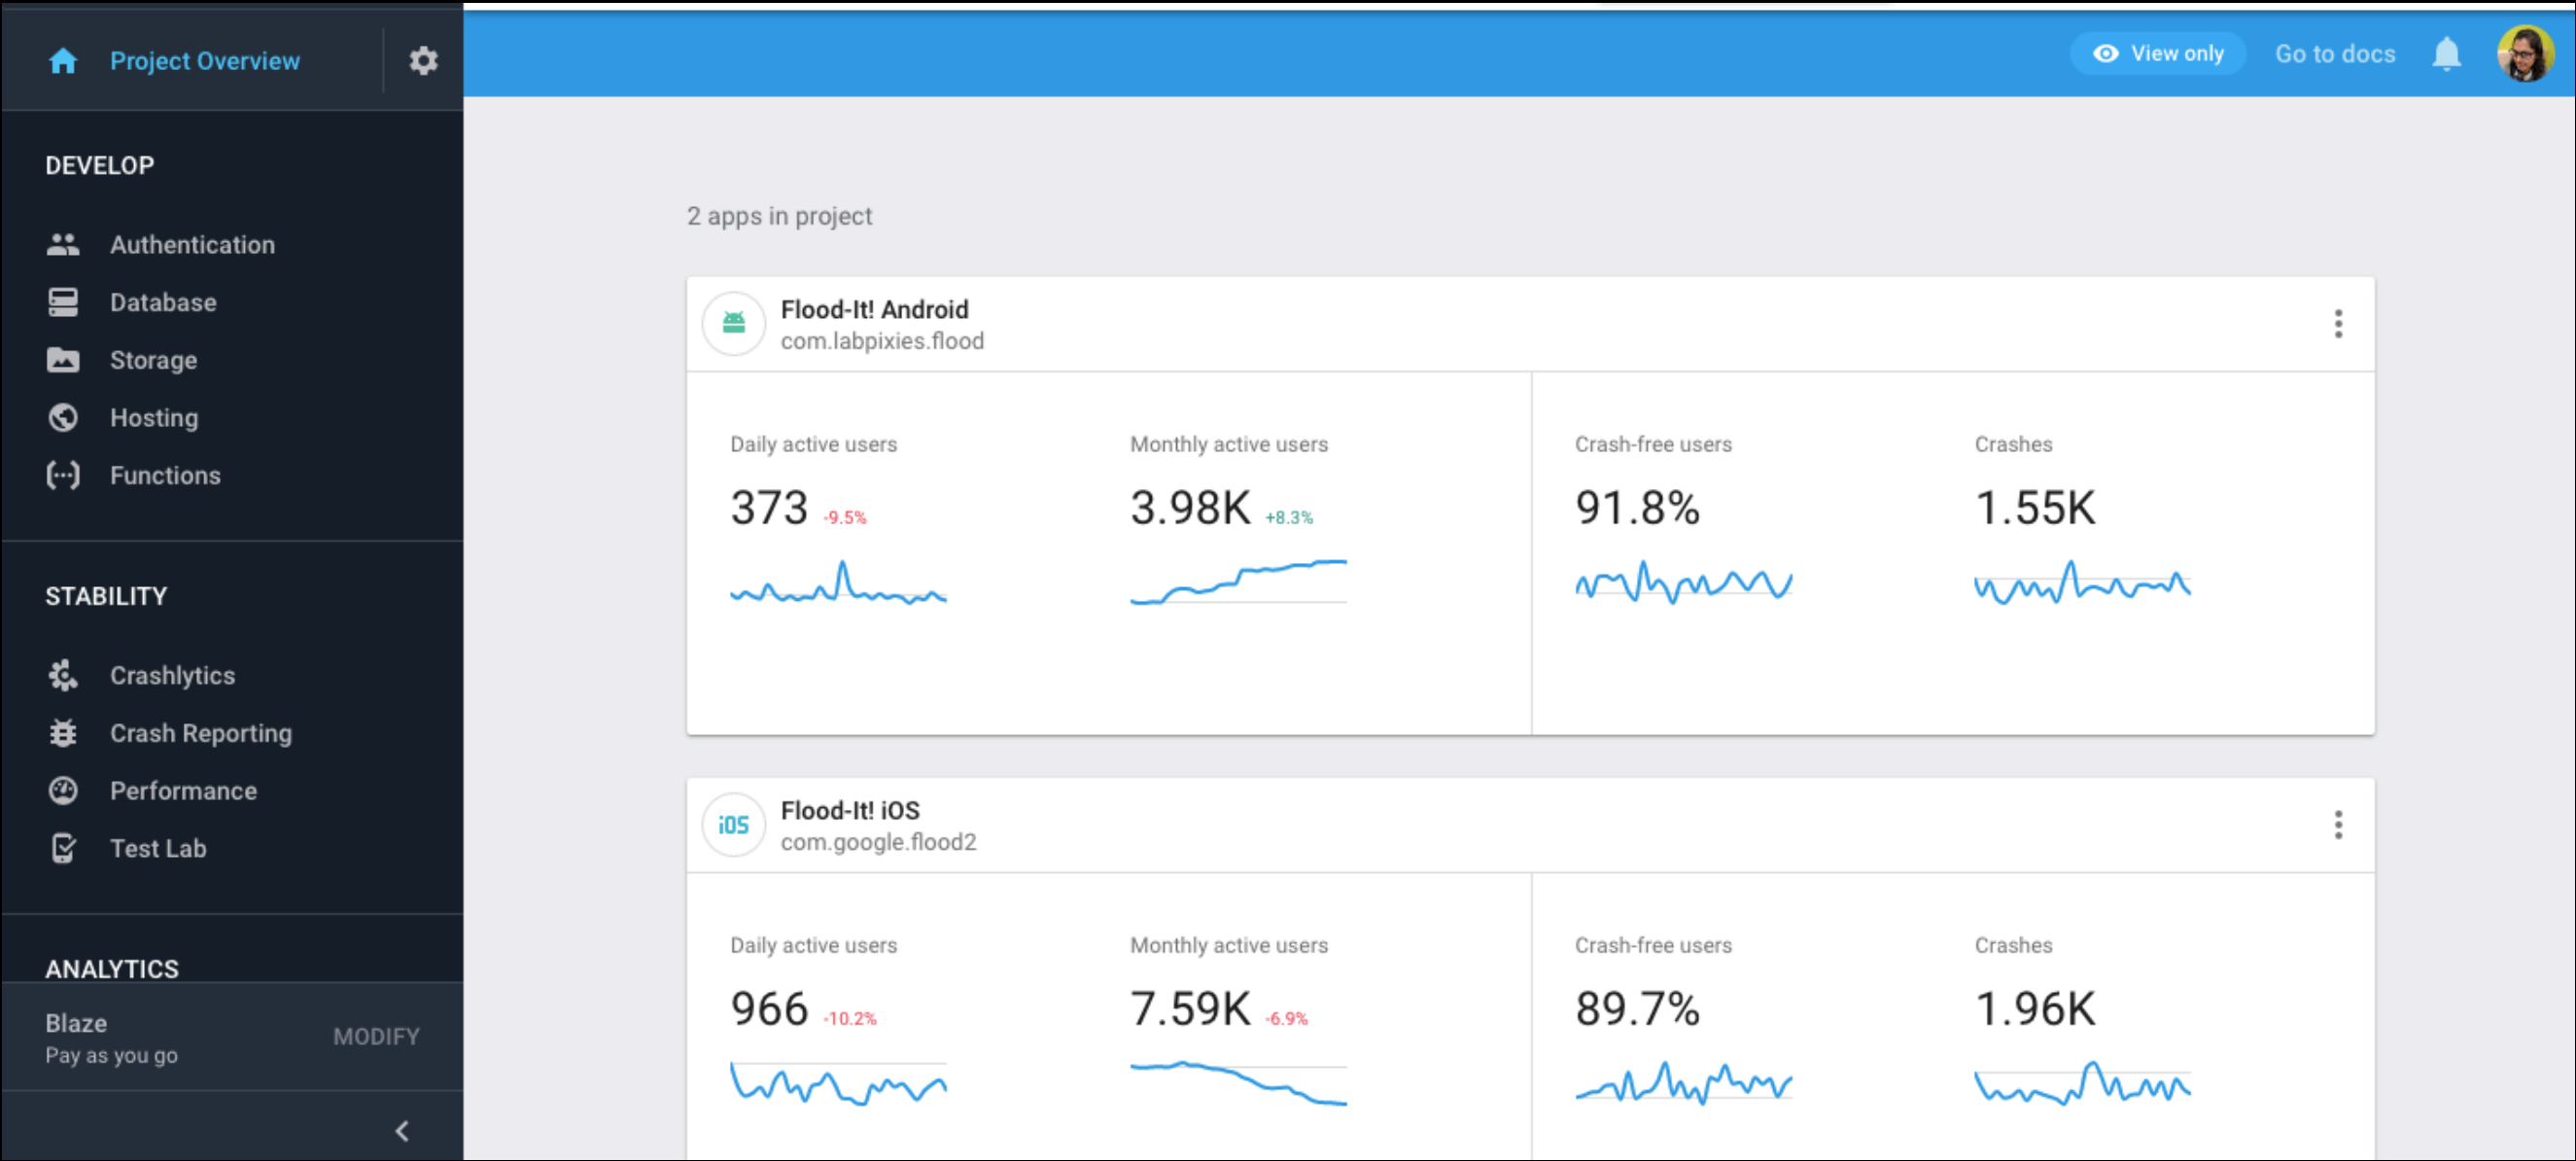 Project Overview
View only
Go to docs
DEVELOP
Authentication
Database
Storage
Hosting
Functions
STABILITY
Crashlytics
Crash Reporting
Performance
Test Lab
ANALYTICS
Blaze
Pay as you go
MODIFY
2 apps in project
Flood-It! Android
com.labpixies.flood
Daily active users
373 -9.5%
Monthly active users
3.98K +8.3%
Crash-free users
91.8%
Crashes
1.55K
iOS
Flood-It! iOS
com.google.flood2
Daily active users
966 -10.2%
Monthly active users
7.59K -6.9%
Crash-free users
89.7%
Crashes
1.96K